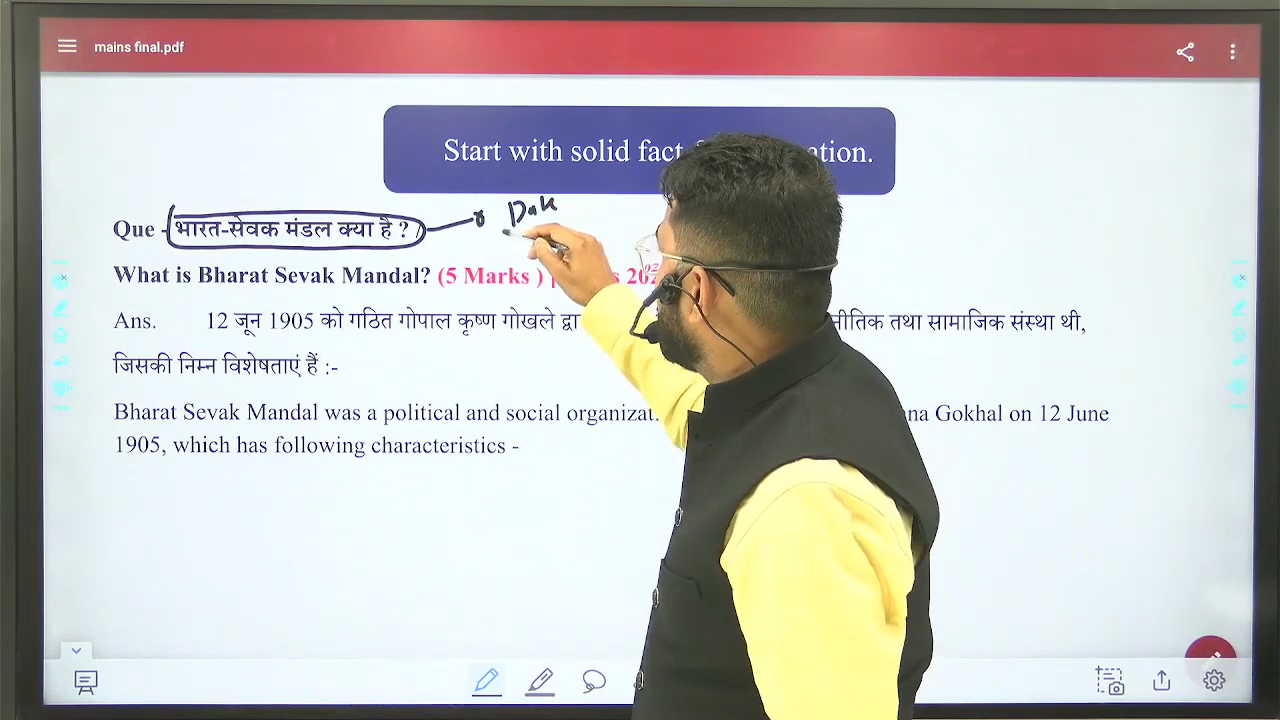 mains final.pdf
Start with solid fact
ation.
Que - भारत-सेवक मंडल क्या है ?
What is Bharat Sevak Mandal? (5 Marks ) |
Ans. 12 जून 1905 को गठित गोपाल कृष्ण गोखले द्वा
नीतिक तथा सामाजिक संस्था थी,
जिसकी निम्न विशेषताएं हैं :-
Bharat Sevak Mandal was a political and social organizat
na Gokhal on 12 June
1905, which has following characteristics -